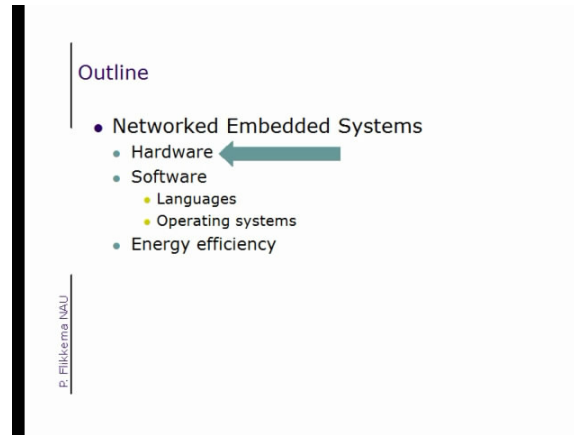 Outline
Networked Embedded Systems
Hardware
Software
Languages
Operating systems
Energy efficiency
P. Flikkema NAU